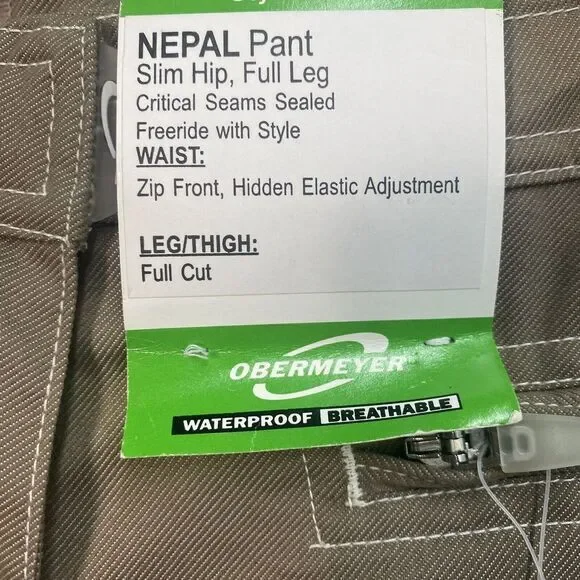 NEPAL Pant
Slim Hip, Full Leg
Critical Seams Sealed
Freeride with Style
WAIST:
Zip Front, Hidden Elastic Adjustment
LEG/THIGH:
Full Cut
OBERMEYER
WATERPROOF BREATHABLE